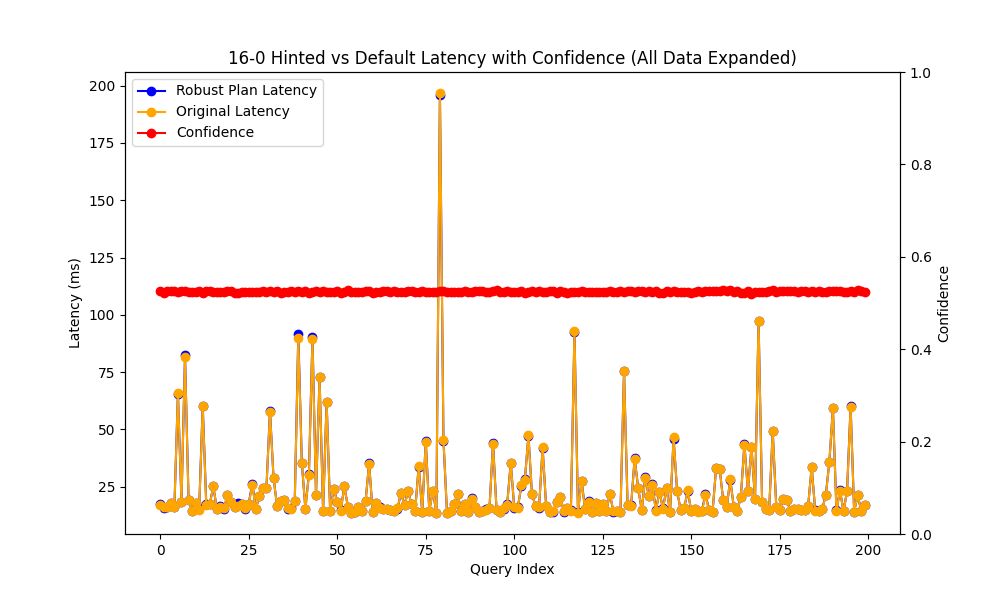 16-0 Hinted vs Default Latency with Confidence (All Data Expanded)
Robust Plan Latency
Original Latency
Confidence
200
175
150
125
100
75
50
25
Latency (ms)
1.0
0.8
0.6
0.4
0.2
0.0
Confidence
0 25 50 75 100 125 150 175 200
Query Index